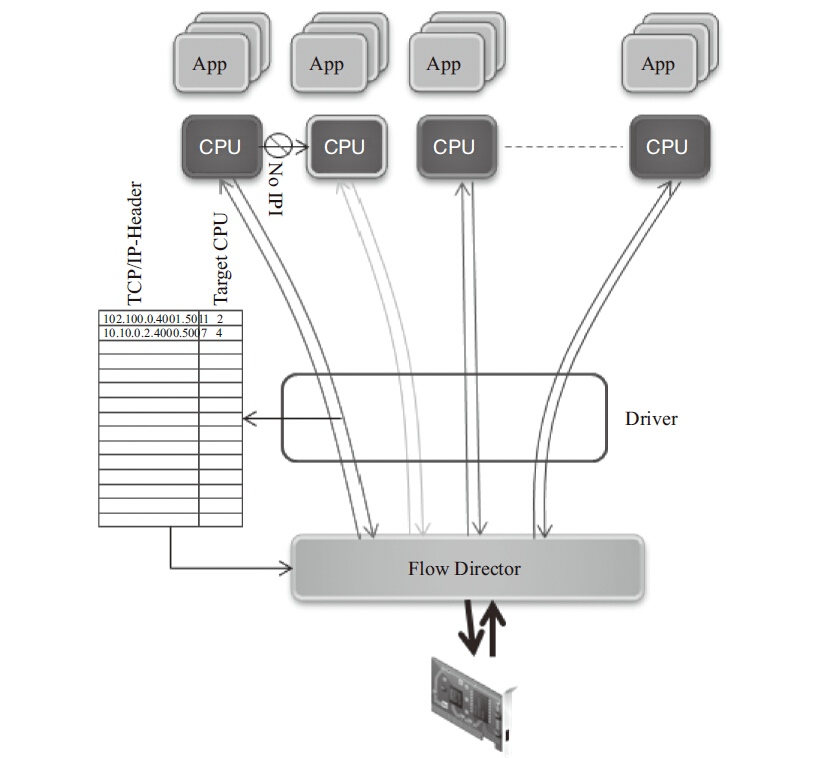 App App App App
CPU CPU CPU CPU
No IPI
TCP/IP-Header
Target CPU
102.100.0.4001.5011 2
10.10.0.2.4000.5007 4
Driver
Flow Director